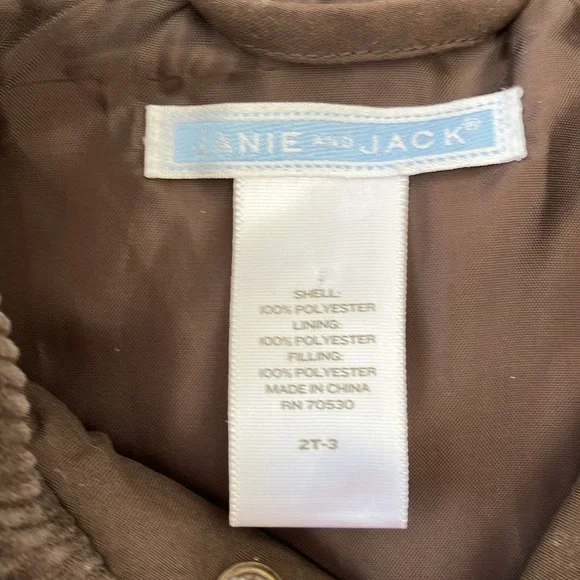 JANIE AND JACK®
SHELL:
100% POLYESTER
LINING:
100% POLYESTER
FILLING:
100% POLYESTER
MADE IN CHINA
RN 70530
2T-3